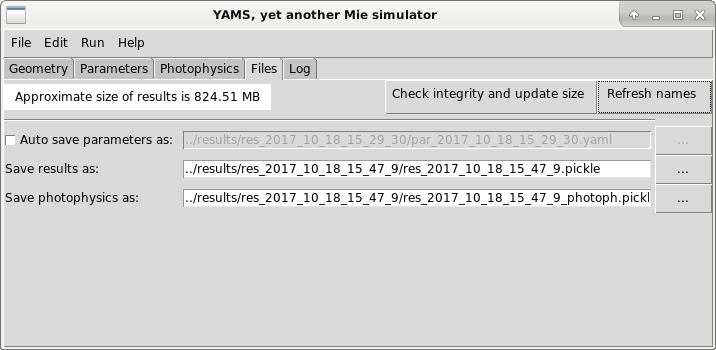 YAMS, yet another Mie simulator
File Edit Run Help
Geometry Parameters Photophysics Files Log
Approximate size of results is 824.51 MB Check integrity and update size Refresh names
Auto save parameters as: ../results/res_2017_10_18_15_29_30/par_2017_10_18_15_29_30.yaml ...
Save results as: ../results/res_2017_10_18_15_47_9/res_2017_10_18_15_47_9.pickle ...
Save photophysics as: ../results/res_2017_10_18_15_47_9/res_2017_10_18_15_47_9_photoph.pickl ...